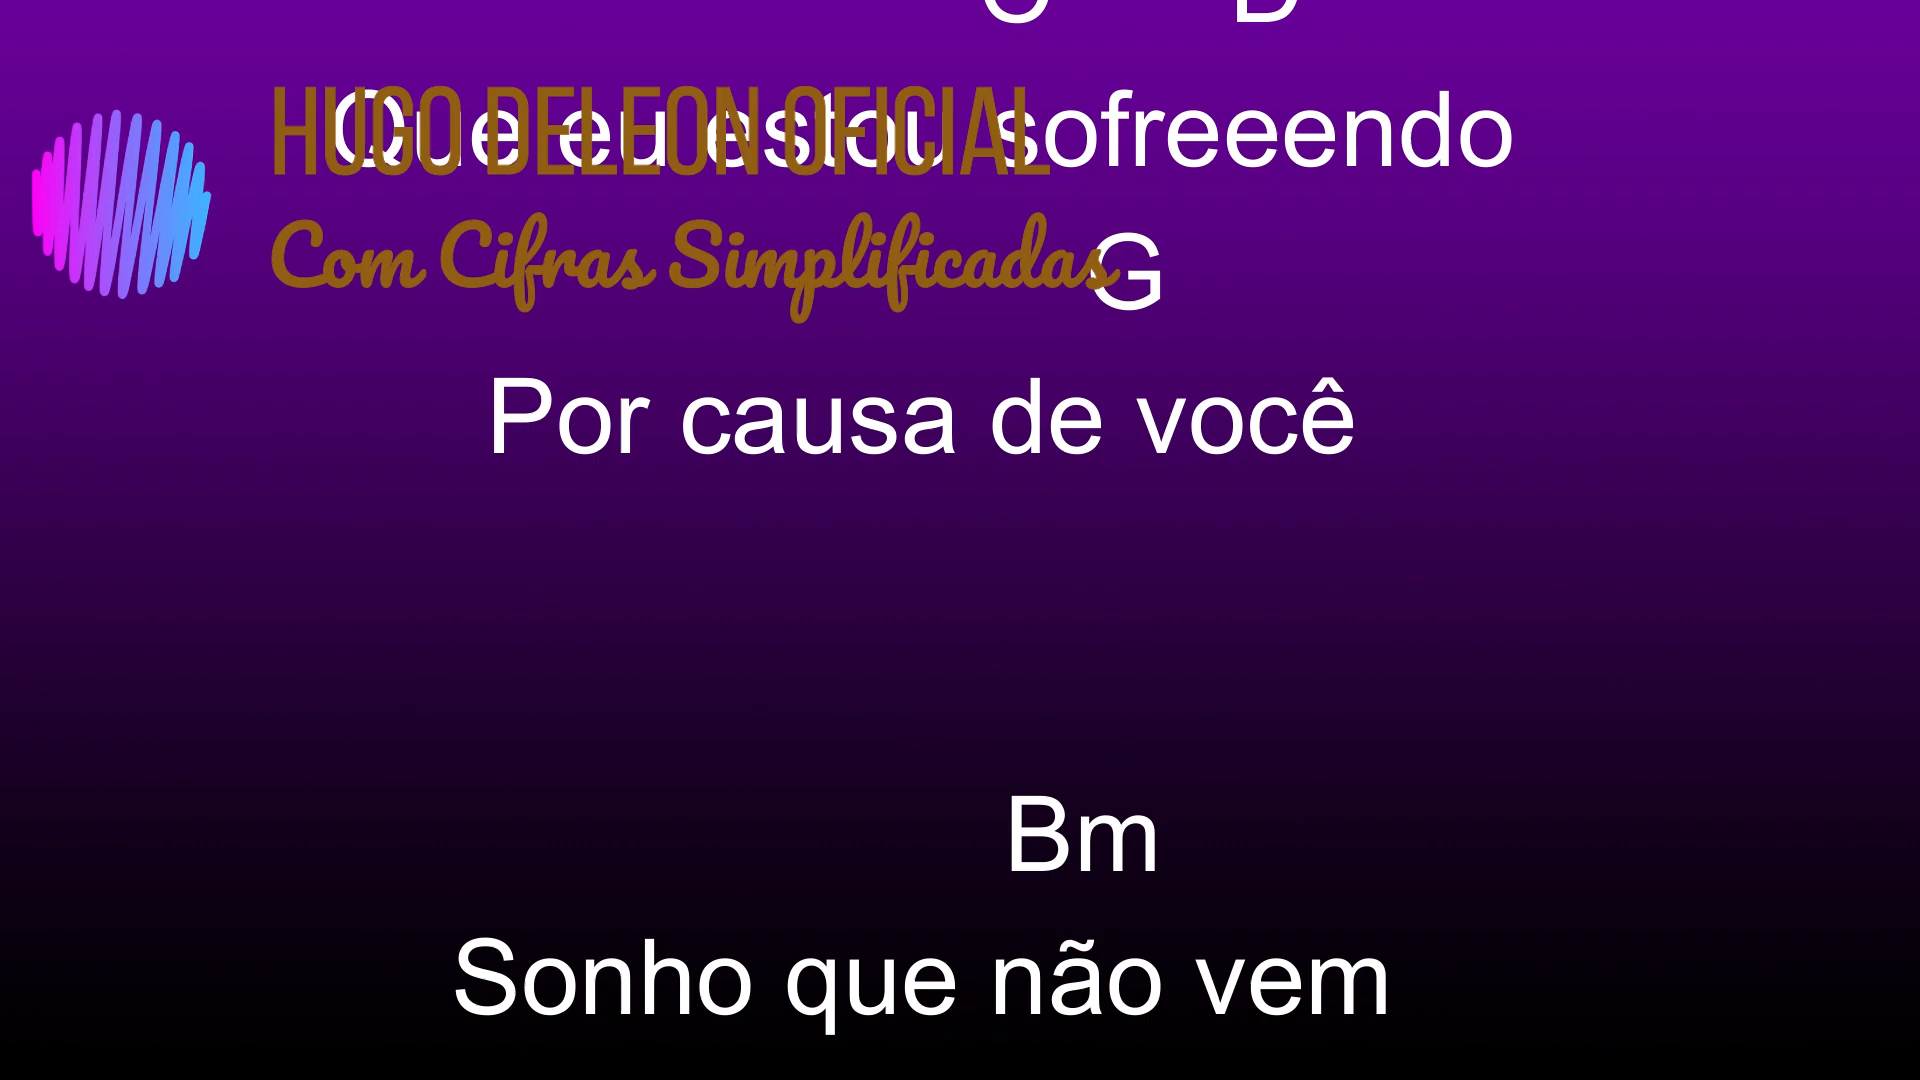 Que eu estou sofreeendo
HUGO DELEON OFICIAL
Com Cifras Simplificadas
G
Por causa de você
Bm
Sonho que não vem